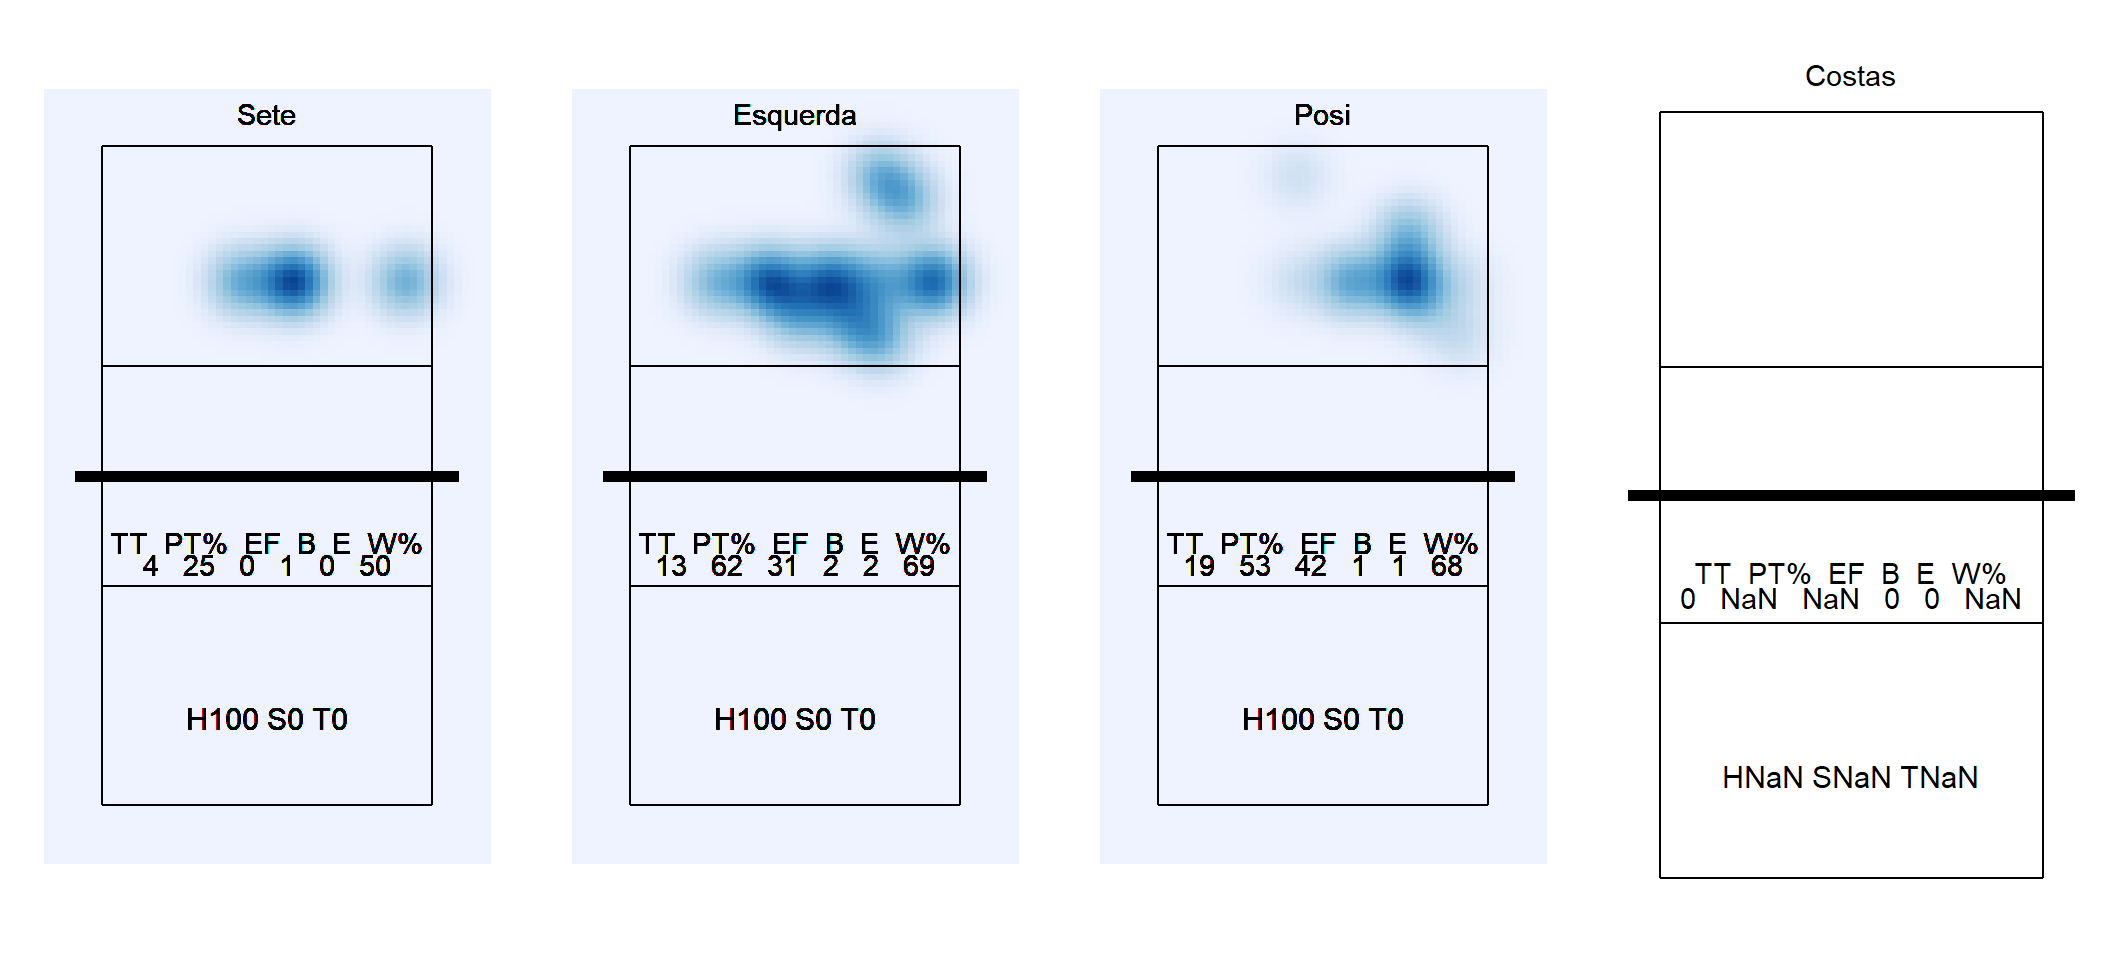 Sete
TT PT% EF B E W%
4 25 0 1 0 50
H100 S0 T0
Esquerda
TT PT% EF B E W%
13 62 31 2 2 69
H100 S0 T0
Posi
TT PT% EF B E W%
19 53 42 1 1 68
H100 S0 T0
Costas
TT PT% EF B E W%
0 NaN NaN 0 0 NaN
HNaN SNaN TNaN